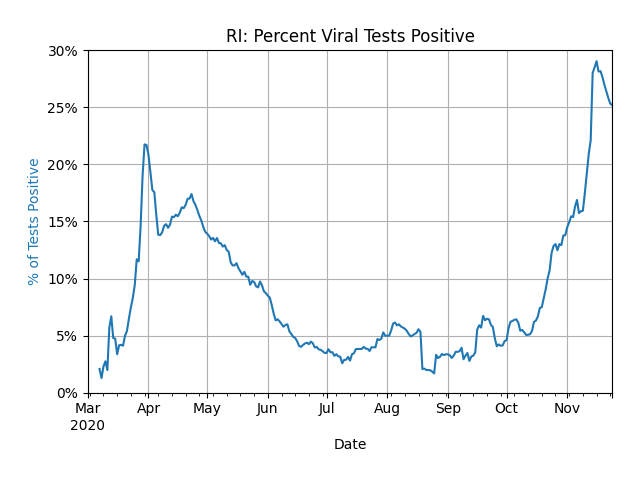 RI: Percent Viral Tests Positive
30%
25%
20%
15%
10%
5%
0%
% of Tests Positive
Mar Apr May Jun Jul Aug Sep Oct Nov
2020
Date